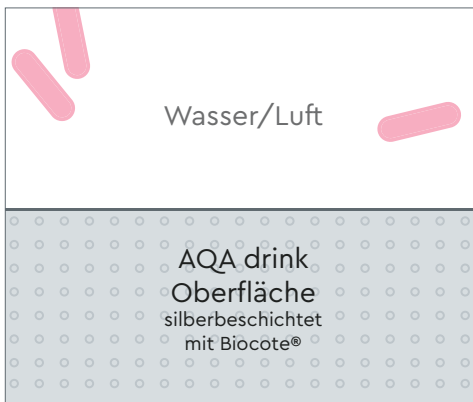 Wasser/Luft
AQA drink
Oberfläche
silberbeschichtet
mit Biocote®